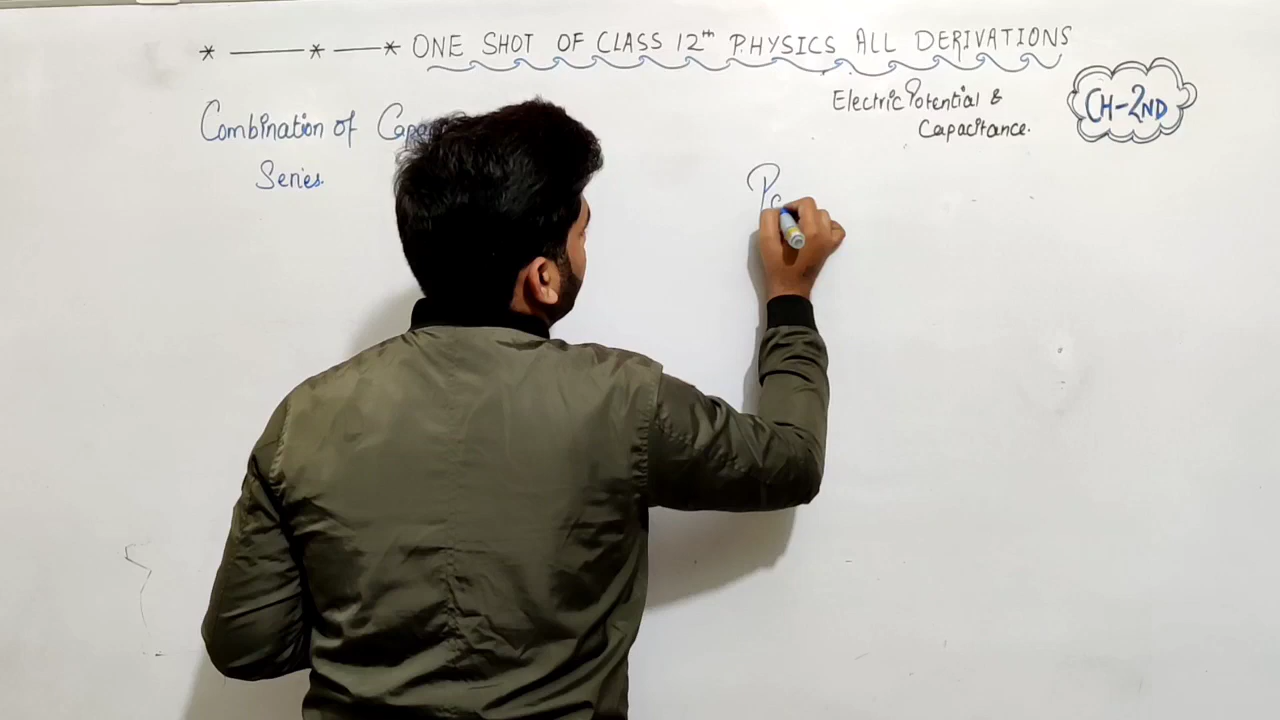 * —— * — * ONE SHOT OF CLASS 12th PHYSICS ALL DERIVATIONS
Electric Potential &
Capacitance.
CH-2ND
Combination of
Series.